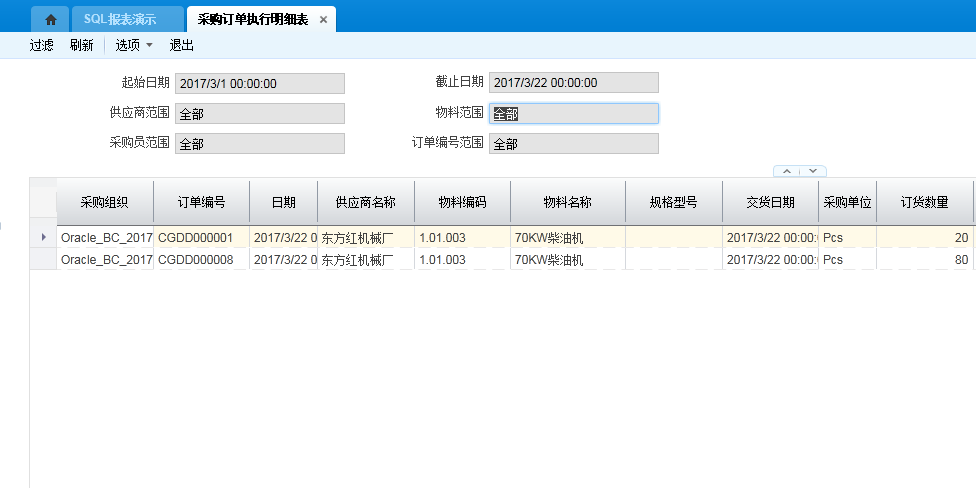 SQL报表演示 采购订单执行明细表 ×
过滤 刷新 选项 退出
起始日期 2017/3/1 00:00:00 截止日期 2017/3/22 00:00:00
供应商范围 全部 物料范围 全部
采购员范围 全部 订单编号范围 全部
采购组织 订单编号 日期 供应商名称 物料编码 物料名称 规格型号 交货日期 采购单位 订货数量
Oracle_BC_2017 CGDD000001 2017/3/22 0 东方红机械厂 1.01.003 70KW柴油机 2017/3/22 00:00: Pcs 20
Oracle_BC_2017 CGDD000008 2017/3/22 0 东方红机械厂 1.01.003 70KW柴油机 2017/3/22 00:00: Pcs 80